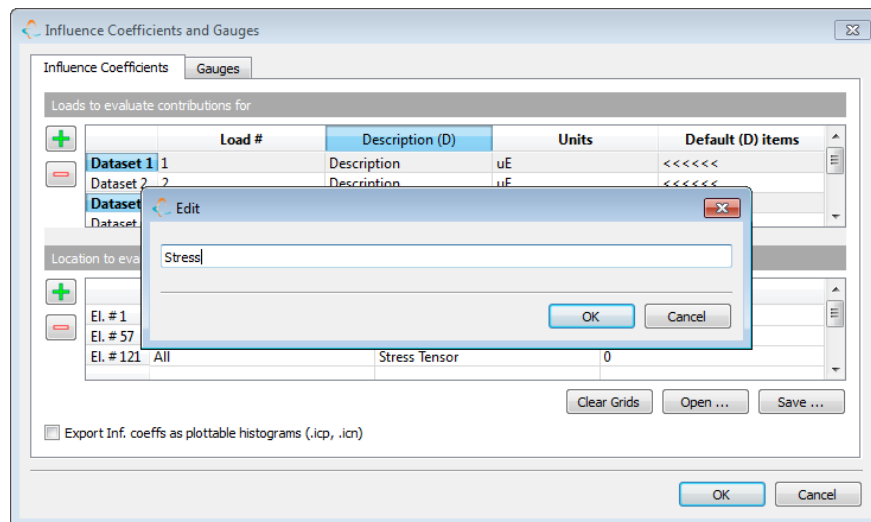 Influence Coefficients and Gauges
Influence Coefficients Gauges
Loads to evaluate contributions for
Load # Description (D) Units Default (D) items
Dataset 1 1 Description uE <<<<<<
Dataset 2 2 Description uE <<<<<<
Dataset
Dataset
Edit
Stress
OK Cancel
Location to eva
El. # 1
El. # 57
El. # 121 All Stress Tensor 0
Clear Grids Open ... Save ...
Export Inf. coeffs as plottable histograms (.icp, .icn)
OK Cancel